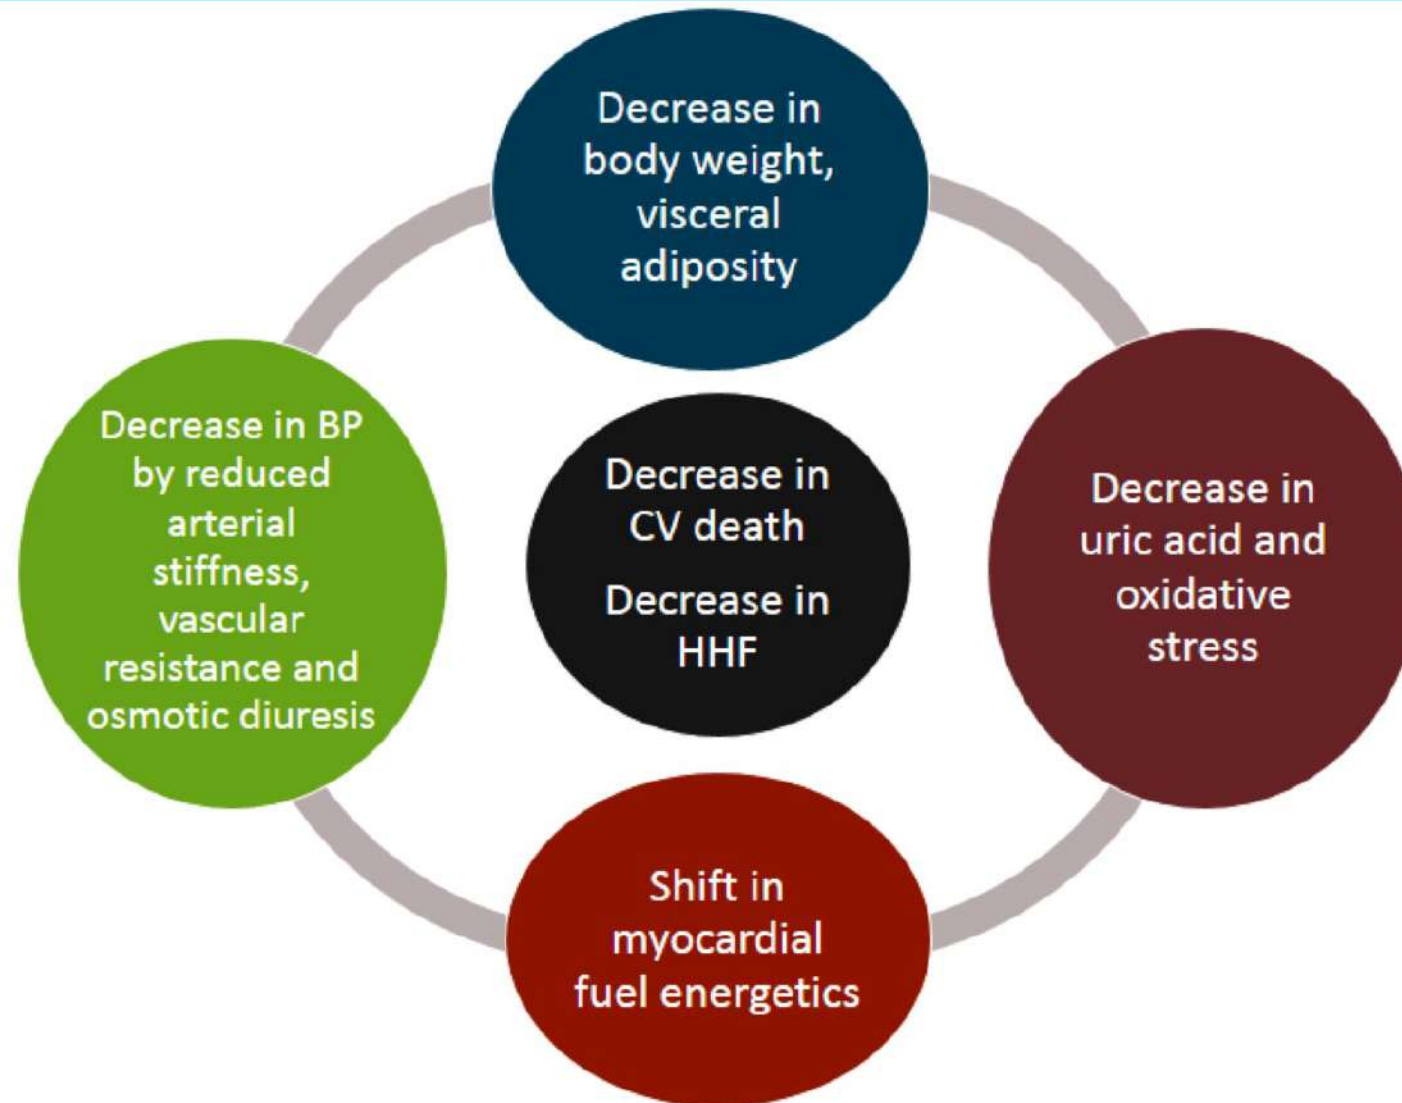 Decrease in
body weight,
visceral
adiposity
Decrease in BP
by reduced
arterial
stiffness,
vascular
resistance and
osmotic diuresis
Decrease in
CV death
Decrease in
HHF
Decrease in
uric acid and
oxidative
stress
Shift in
myocardial
fuel energetics